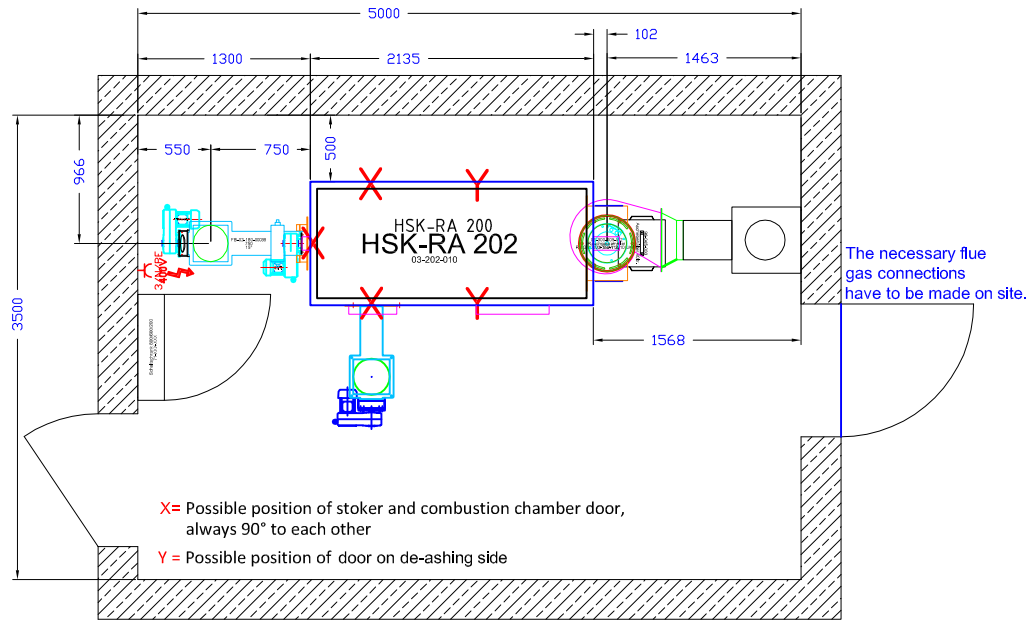 5000
102
1300
2135
1463
550
750
500
966
HSK-RA 200
HSK-RA 202
03-202-010
3500
1568
The necessary flue
gas connections
have to be made on site.
X
X
X
X
Y
Y
X= Possible position of stoker and combustion chamber door,
always 90° to each other
Y = Possible position of door on de-ashing side